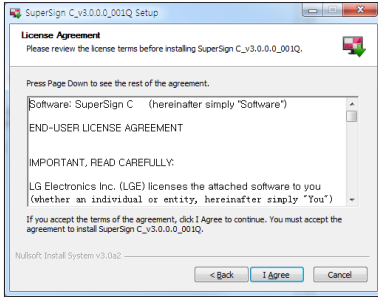 SuperSign C_v3.0.0.0_001Q Setup
License Agreement
Please review the license terms before installing SuperSign C_v3.0.0.0_001Q.
Press Page Down to see the rest of the agreement.
Software: SuperSign C (hereinafter simply "Software")
END-USER LICENSE AGREEMENT
IMPORTANT, READ CAREFULLY:
LG Electronics Inc. (LGE) licenses the attached software to you
(whether an individual or entity, hereinafter simply "You")
If you accept the terms of the agreement, click I Agree to continue. You must accept the
agreement to install SuperSign C_v3.0.0.0_001Q.
Nullsoft Install System v3.0a2
< Back I Agree Cancel